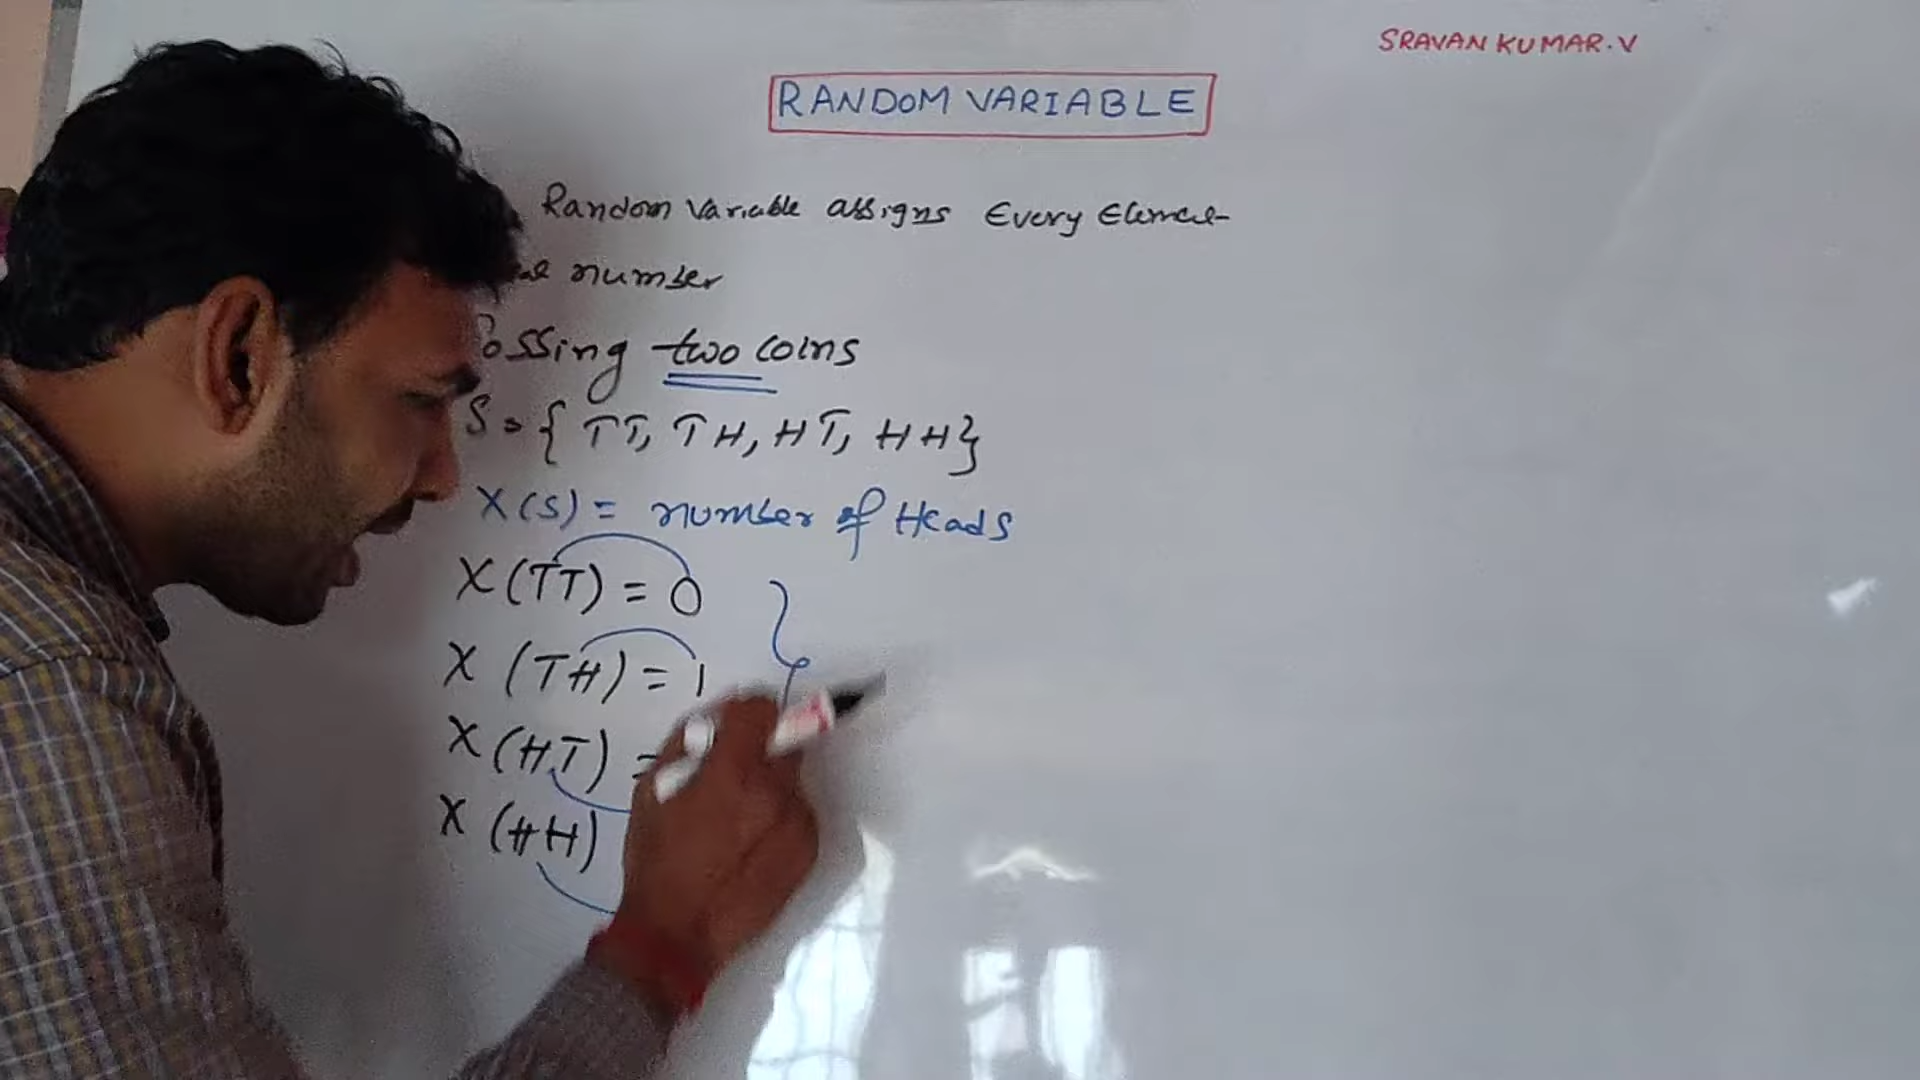 SRAVAN KUMAR.V
RANDOM VARIABLE
Random Variable assigns Every Element
number
ossing two coins
S = { TT, TH, HT, HH}
X(S) = number of Heads
X (TT) = 0
X (TH) = 1
X (HT) =
X (HH)